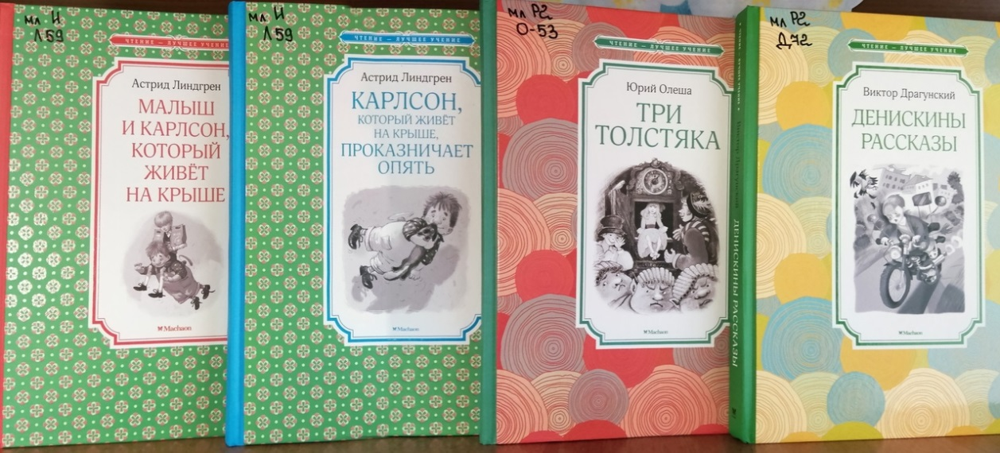 мл И
Л59
ЧТЕНИЕ – ЛУЧШЕЕ УЧЕНИЕ
Астрид Линдгрен
МАЛЫШ
И КАРЛСОН,
КОТОРЫЙ
ЖИВЁТ
НА КРЫШЕ
Machaon
мл И
Л59
ЧТЕНИЕ – ЛУЧШЕЕ УЧЕНИЕ
Астрид Линдгрен
КАРЛСОН,
КОТОРЫЙ ЖИВЁТ
НА КРЫШЕ,
ПРОКАЗНИЧАЕТ
ОПЯТЬ
Machaon
мл Р2
О-53
ЧТЕНИЕ – ЛУЧШЕЕ УЧЕНИЕ
Юрий Олеша
ТРИ
ТОЛСТЯКА
Machaon
Виктор Драгунский ДЕНИСКИНЫ РАССКАЗЫ
мл Р2
Д72
ЧТЕНИЕ – ЛУЧШЕЕ УЧЕНИЕ
Виктор Драгунский
ДЕНИСКИНЫ
РАССКАЗЫ
Machaon